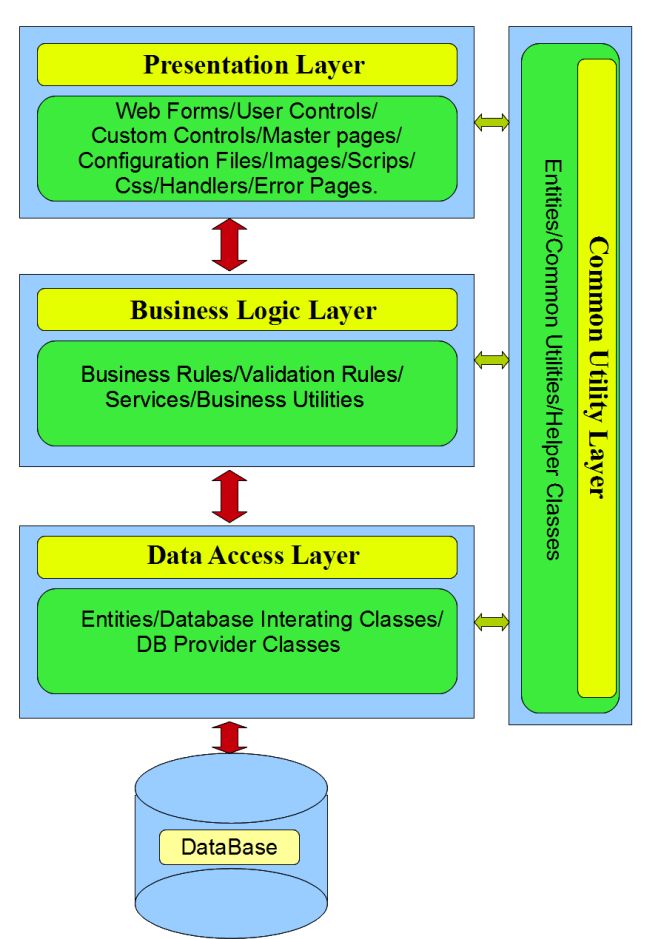 Presentation Layer
Web Forms/User Controls/
Custom Controls/Master pages/
Configuration Files/Images/Scrips/
Css/Handlers/Error Pages.
Business Logic Layer
Business Rules/Validation Rules/
Services/Business Utilities
Data Access Layer
Entities/Database Interating Classes/
DB Provider Classes
DataBase
Common Utility Layer
Entities/Common Utilities/Helper Classes